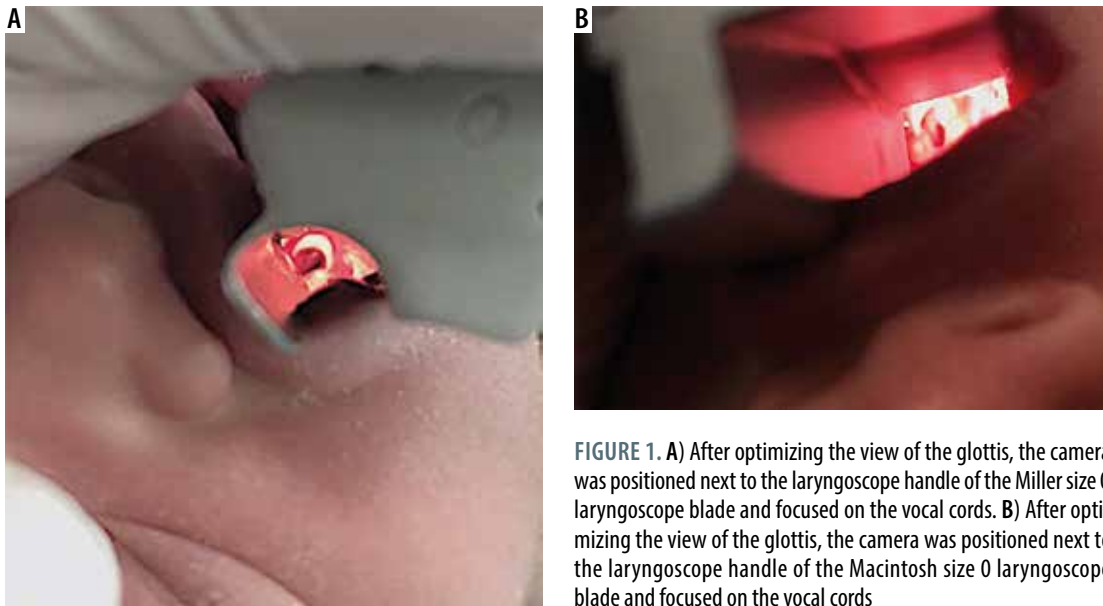 A
B
FIGURE 1. A) After optimizing the view of the glottis, the camera
was positioned next to the laryngoscope handle of the Miller size 0
laryngoscope blade and focused on the vocal cords. B) After opti
mizing the view of the glottis, the camera was positioned next to
the laryngoscope handle of the Macintosh size 0 laryngoscope
blade and focused on the vocal cords